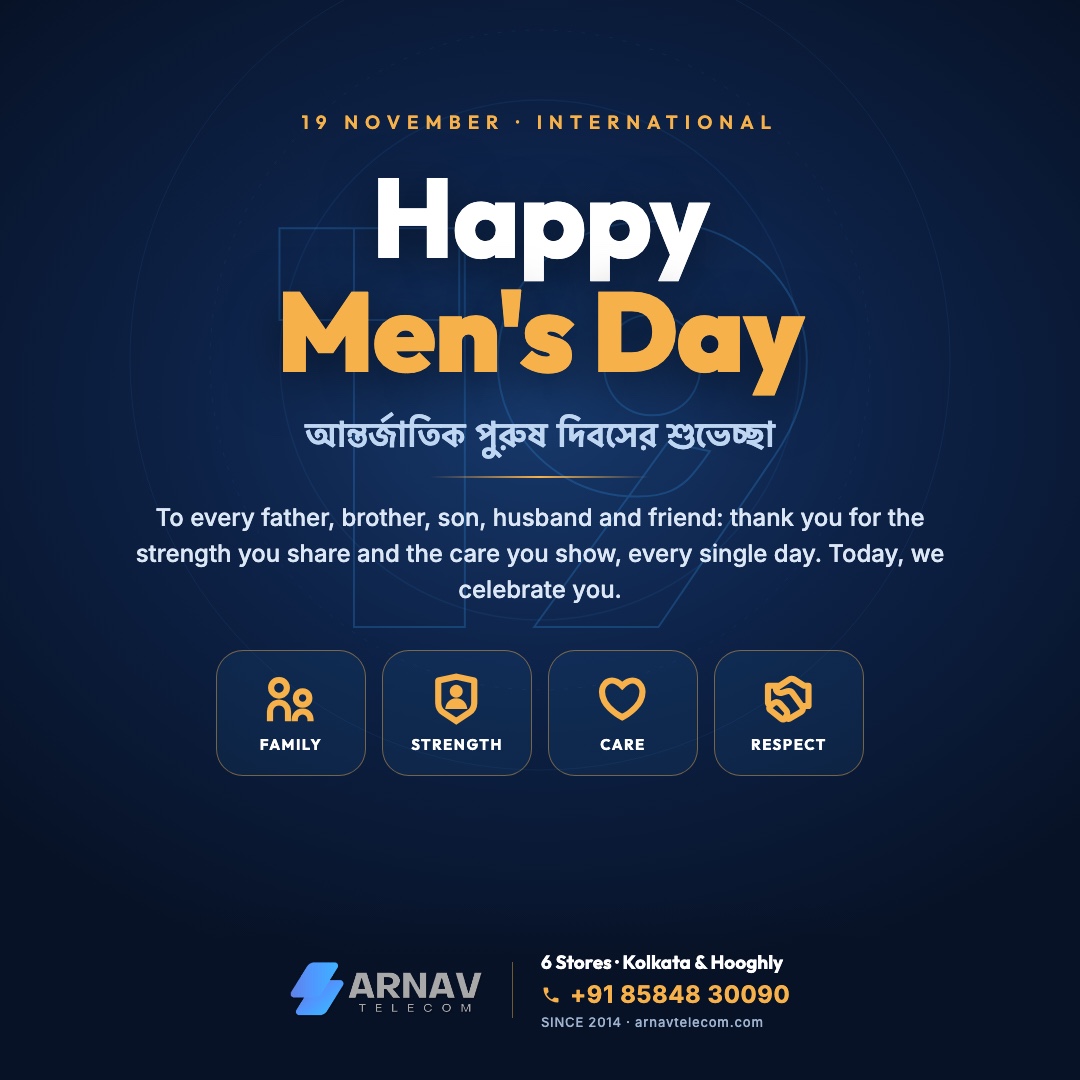 19 NOVEMBER · INTERNATIONAL
Happy
Men's Day
আন্তর্জাতিক পুরুষ দিবসের শুভেচ্ছা
To every father, brother, son, husband and friend: thank you for the
strength you share and the care you show, every single day. Today, we
celebrate you.
19
FAMILY
STRENGTH
CARE
RESPECT
ARNAV
TELECOM
6 Stores · Kolkata & Hooghly
+91 85848 30090
SINCE 2014 · arnavtelecom.com